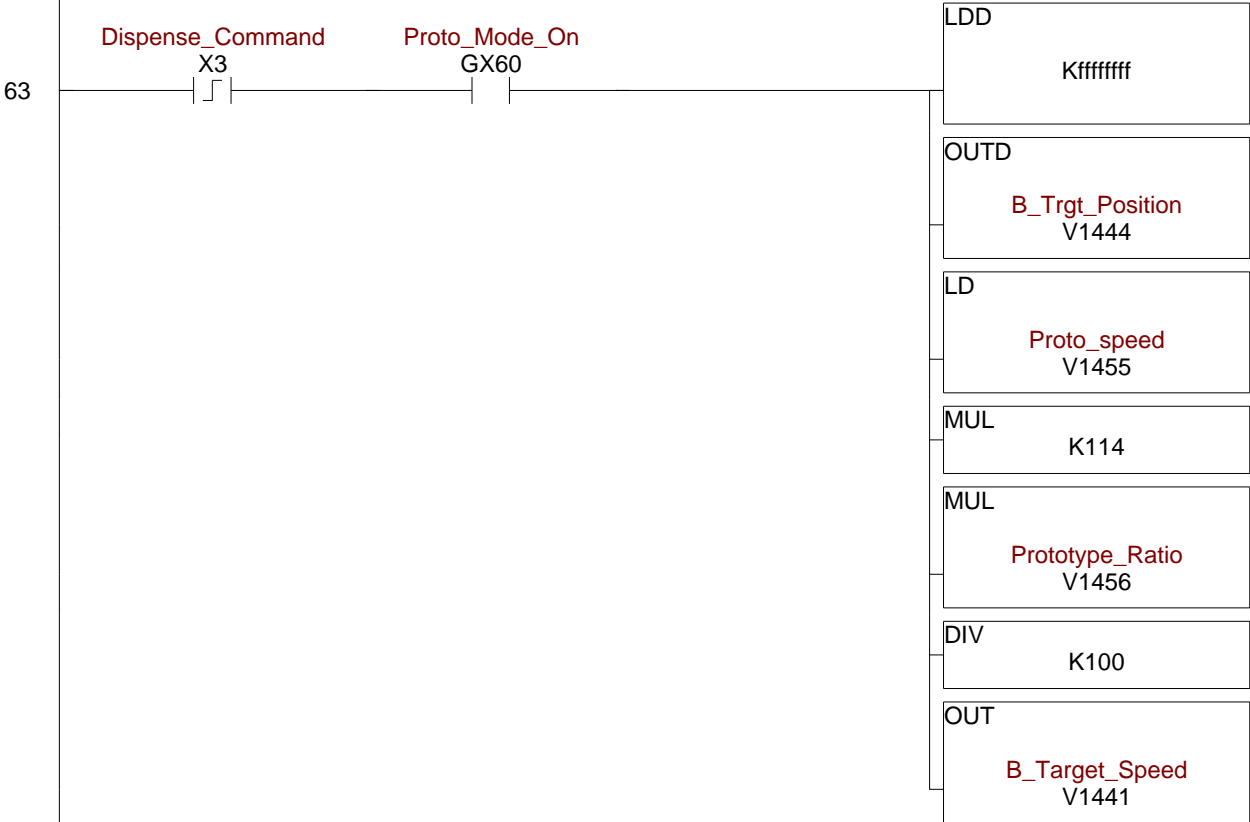 LDD
Dispense_Command Proto_Mode_On
X3 GX60
Kffffffff
63
OUTD
B_Trgt_Position
V1444
LD
Proto_speed
V1455
MUL
K114
MUL
Prototype_Ratio
V1456
DIV
K100
OUT
B_Target_Speed
V1441